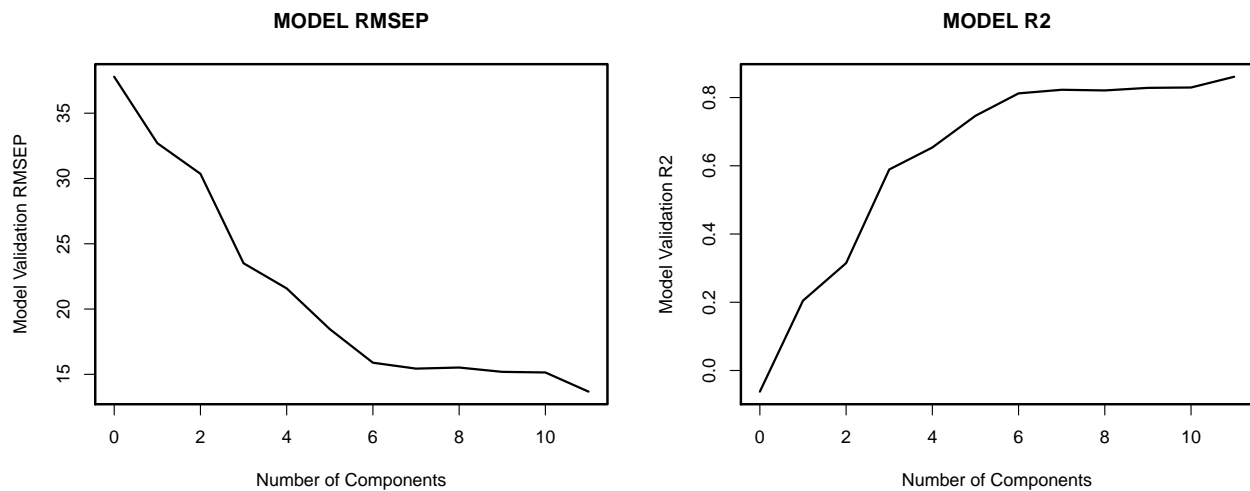 MODEL RMSEP
Model Validation RMSEP
35
30
25
20
15
0 2 4 6 8 10
Number of Components
MODEL R2
Model Validation R2
0.8
0.6
0.4
0.2
0.0
0 2 4 6 8 10
Number of Components